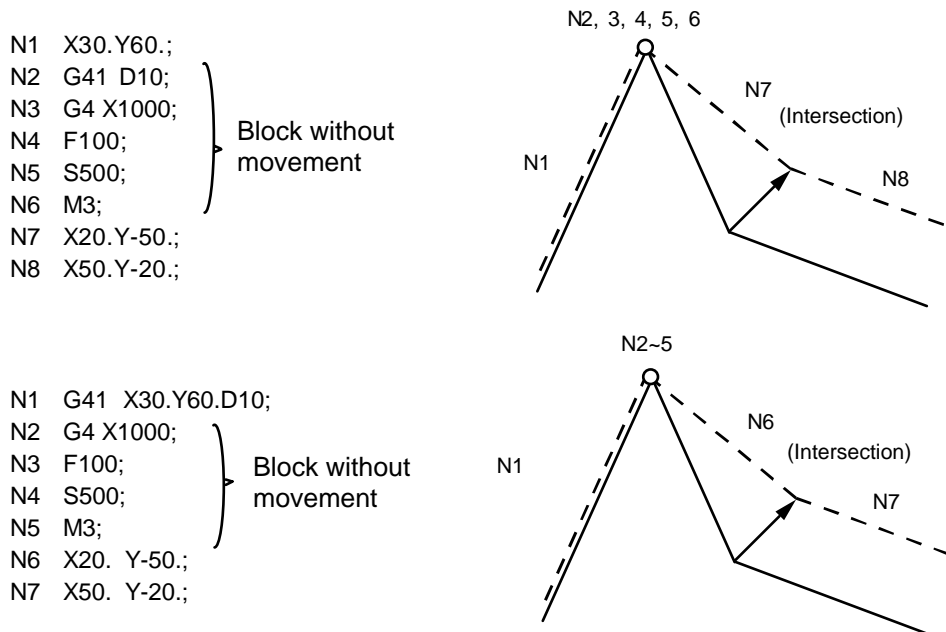 N1 X30.Y60.;
N2 G41 D10;
N3 G4 X1000;
N4 F100;
N5 S500;
N6 M3;
N7 X20.Y-50.;
N8 X50.Y-20.;
Block without
movement
N2, 3, 4, 5, 6
N1
N7
(Intersection)
N8
N1 G41 X30.Y60.D10;
N2 G4 X1000;
N3 F100;
N4 S500;
N5 M3;
N6 X20. Y-50.;
N7 X50. Y-20.;
Block without
movement
N2~5
N1
N6
(Intersection)
N7